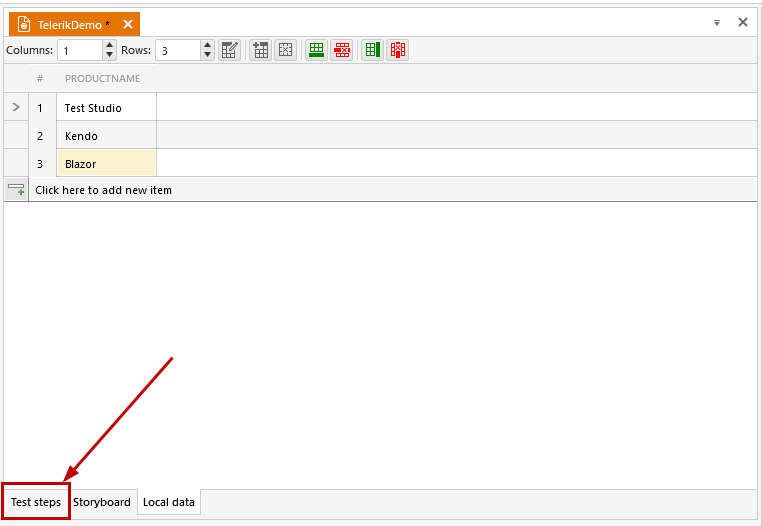 TelerikDemo *
Columns: 1 Rows: 3
# PRODUCTNAME
1 Test Studio
2 Kendo
3 Blazor
Click here to add new item
Test steps Storyboard Local data